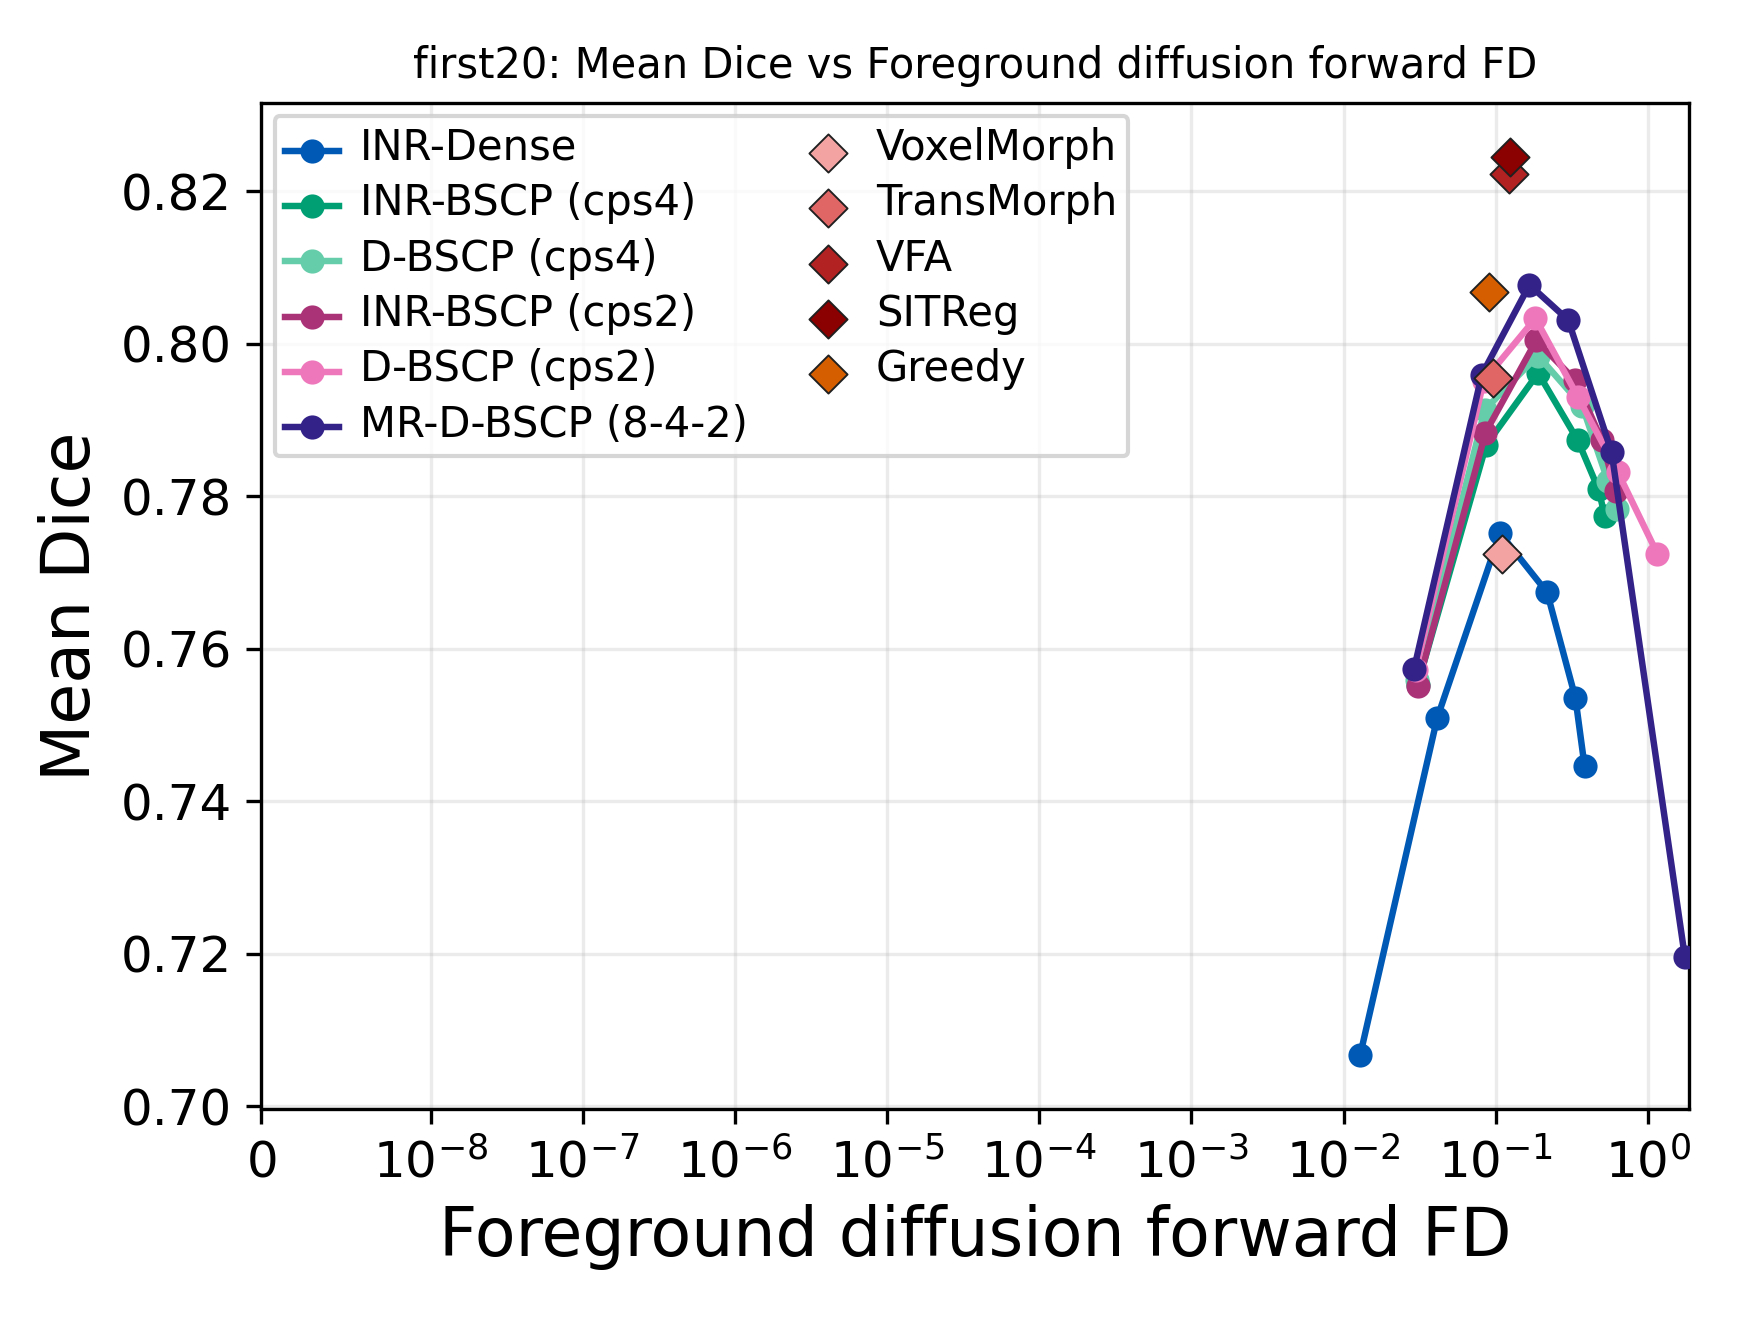 first20: Mean Dice vs Foreground diffusion forward FD
INR-Dense
INR-BSCP (cps4)
D-BSCP (cps4)
INR-BSCP (cps2)
D-BSCP (cps2)
MR-D-BSCP (8-4-2)
VoxelMorph
TransMorph
VFA
SITReg
Greedy
Mean Dice
0.82
0.80
0.78
0.76
0.74
0.72
0.70
0 10⁻⁸ 10⁻⁷ 10⁻⁶ 10⁻⁵ 10⁻⁴ 10⁻³ 10⁻² 10⁻¹ 10⁰
Foreground diffusion forward FD